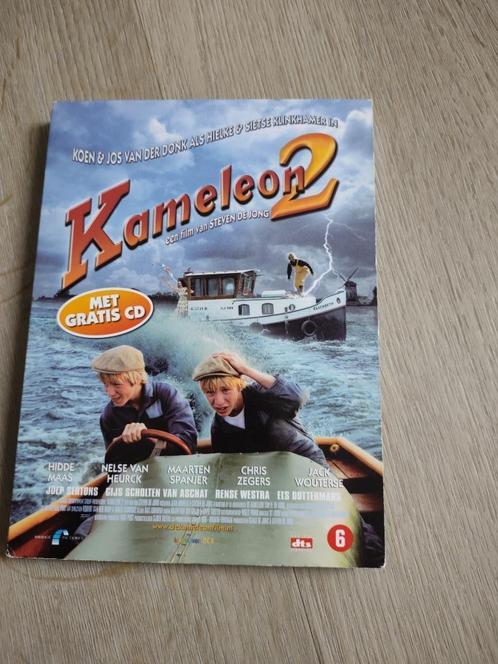 KOEN & JOS VAN DER DONK ALS HIELKE & SIETSE KLINKHAMER IN
Kameleon 2
een film van STEVEN DE JONG
MET
GRATIS CD
ELIZABETH
HIDDE
MAAS
NELSE VAN
HEURCK
MAARTEN
SPANJER
CHRIS
ZEGERS
JACK
WOUTERSE
JOEP SERTONS GIJS SCHOLTEN VAN ASCHAT RENSE WESTRA ELS DOTTERMANS
dts
6